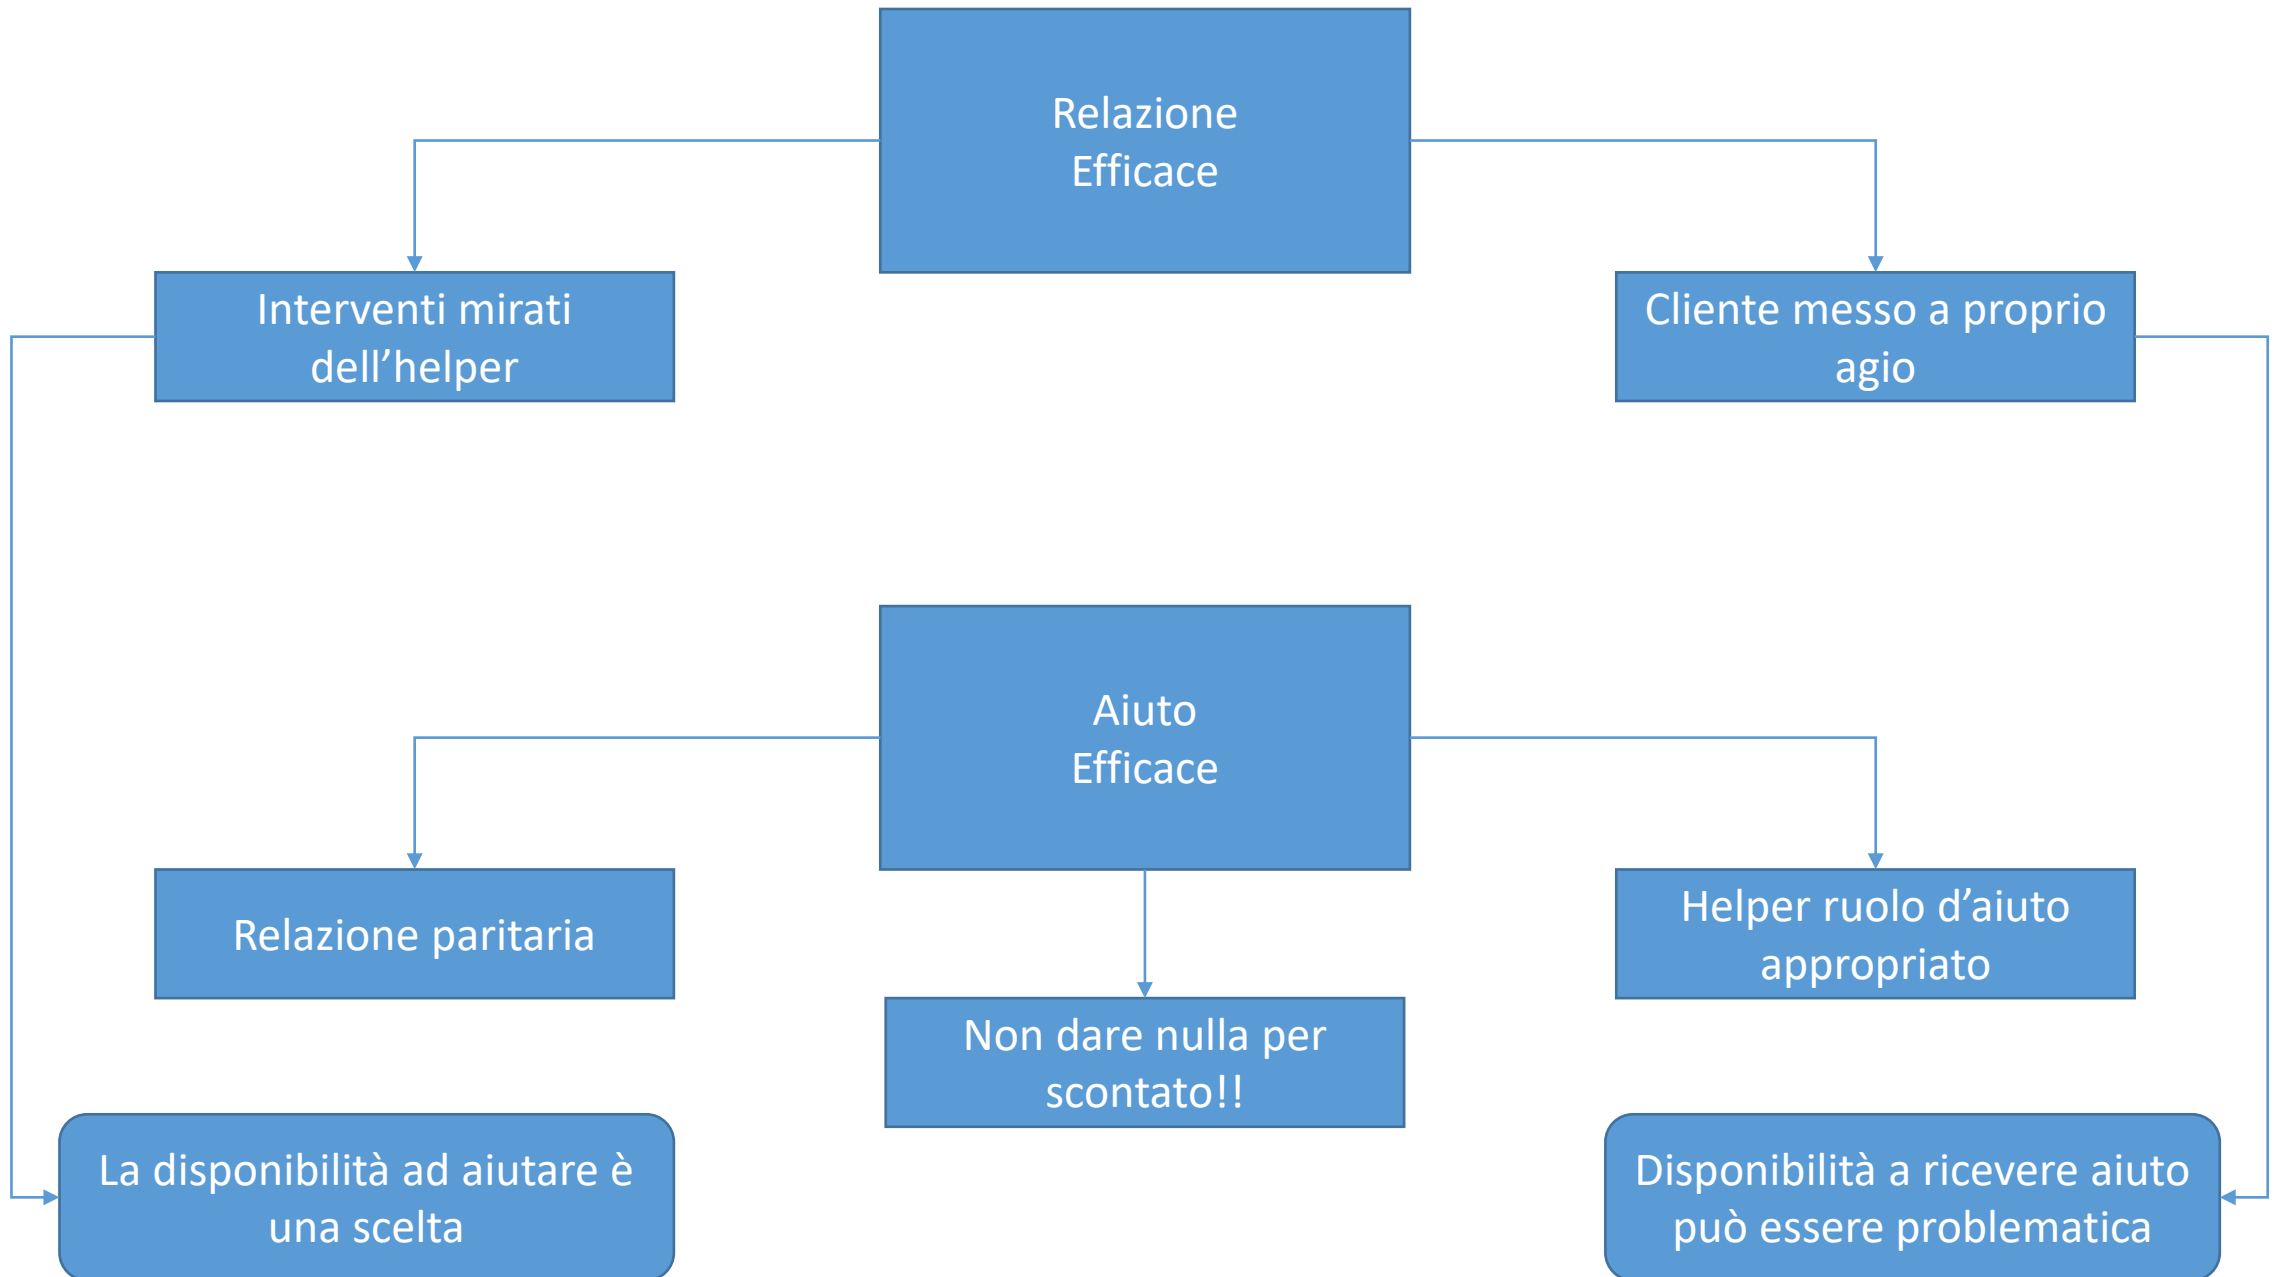 Relazione
Efficace
Interventi mirati
dell’helper
Cliente messo a proprio
agio
Aiuto
Efficace
Relazione paritaria
Helper ruolo d’aiuto
appropriato
Non dare nulla per
scontato!!
La disponibilità ad aiutare è
una scelta
Disponibilità a ricevere aiuto
può essere problematica